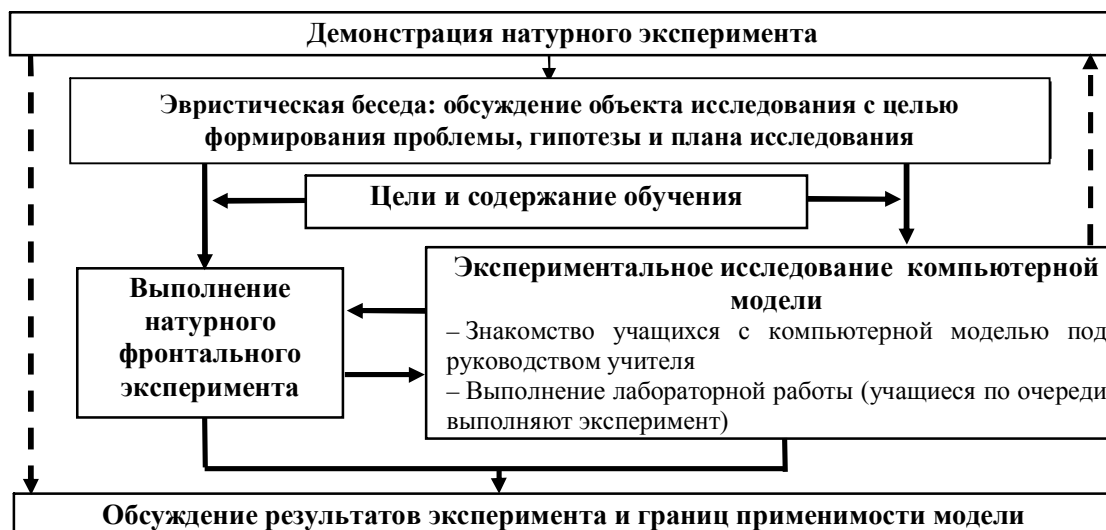 Демонстрация натурного эксперимента
Эвристическая беседа: обсуждение объекта исследования с целью
формирования проблемы, гипотезы и плана исследования
Цели и содержание обучения
Выполнение
натурного
фронтального
эксперимента
Экспериментальное исследование компьютерной
модели
– Знакомство учащихся с компьютерной моделью под
руководством учителя
– Выполнение лабораторной работы (учащиеся по очереди
выполняют эксперимент)
Обсуждение результатов эксперимента и границ применимости модели